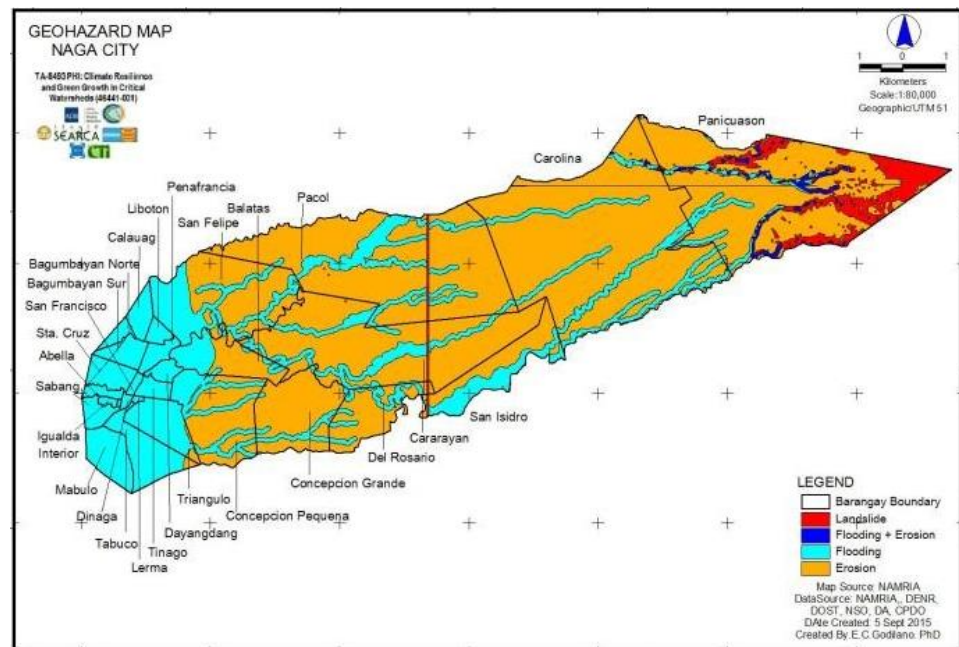 GEOHAZARD MAP
NAGA CITY
TA-8493 PHI: Climate Resilience
and Green Growth in Critical
Watersheds (46441-001)
ADB
SEARCA
CTi
1 0 1
Kilometers
Scale:1:80,000
Geographic/UTM 51
Panicuason
Carolina
Penafrancia
Pacol
Liboton
Balatas
San Felipe
Calauag
Bagumbayan Norte
Bagumbayan Sur
San Francisco
Sta. Cruz
Abella
Sabang
Igualda
Interior
Mabulo
Dinaga
Tabuco
Lerma
Tinago
Dayangdang
Triangulo
Concepcion Pequena
Concepcion Grande
Del Rosario
Cararayan
San Isidro
LEGEND
Barangay Boundary
Landslide
Flooding + Erosion
Flooding
Erosion
Map Source: NAMRIA
DataSource: NAMRIA,, DENR,
DOST, NSO, DA, CPDO
DAte Created: 5 Sept 2015
Created By:E.C.Godilano. PhD